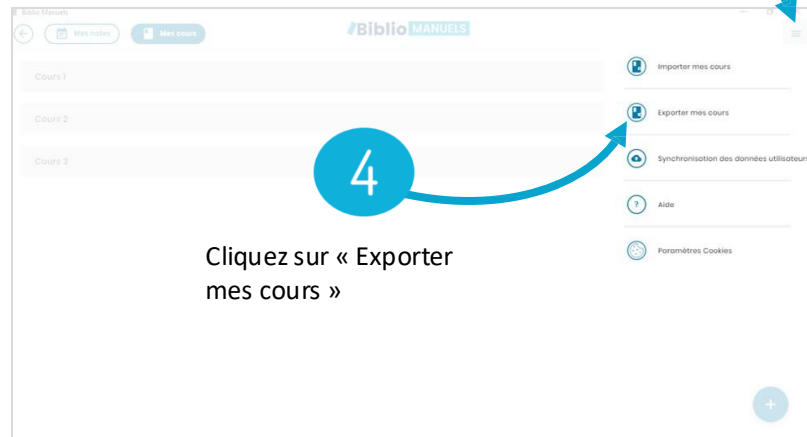 Biblio Manuels
Mes notes
Mes cours
/Biblio MANUELS
Cours 1
Cours 2
Cours 3
Importer mes cours
Exporter mes cours
Synchronisation des données utilisateur
? Aide
Paramètres Cookies
4
Cliquez sur « Exporter
mes cours »
+